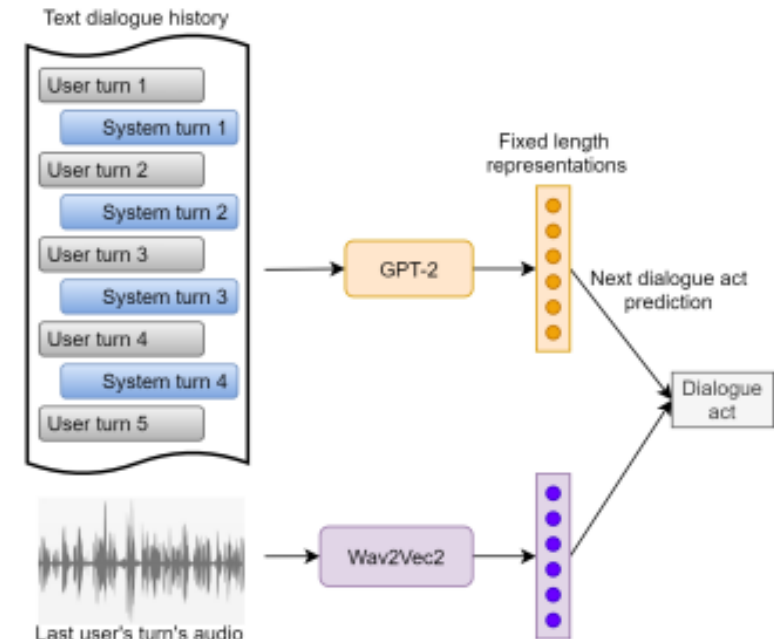 Text dialogue history
User turn 1
System turn 1
User turn 2
System turn 2
User turn 3
System turn 3
User turn 4
System turn 4
User turn 5
Last user's turn's audio
GPT-2
Wav2Vec2
Fixed length
representations
Next dialogue act
prediction
Dialogue
act